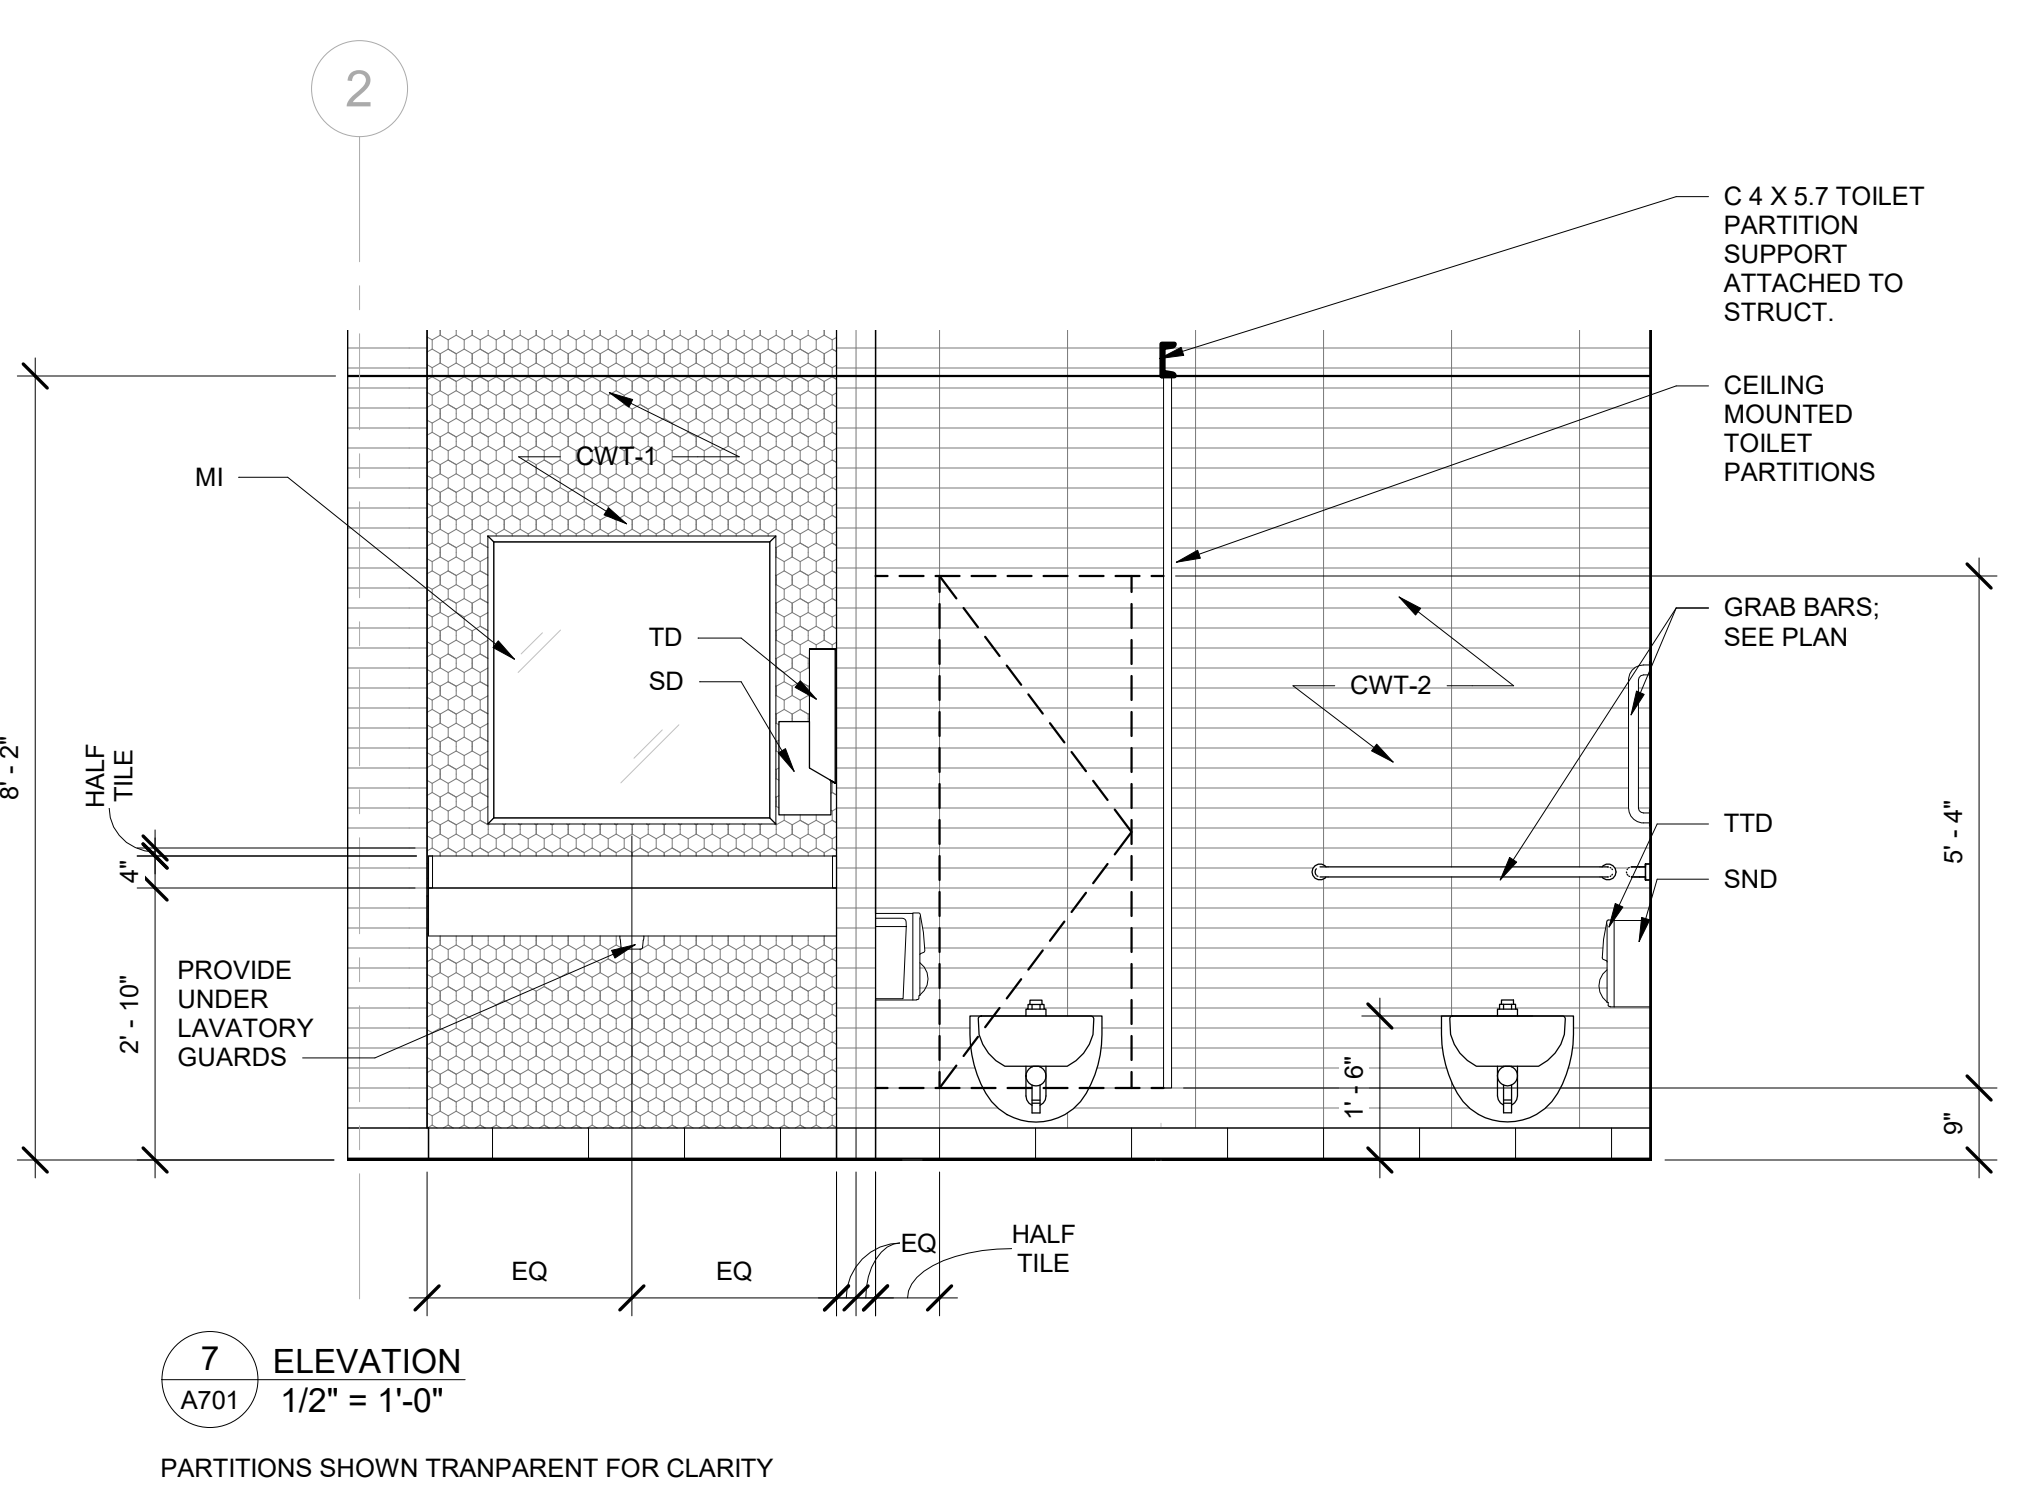 2
C 4 X 5.7 TOILET
PARTITION
SUPPORT
ATTACHED TO
STRUCT.
CEILING
MOUNTED
TOILET
PARTITIONS
CWT-1
MI
TD
SD
GRAB BARS;
SEE PLAN
CWT-2
8' - 2"
HALF
TILE
4"
2' - 10"
TTD
SND
5' - 4"
PROVIDE
UNDER
LAVATORY
GUARDS
1' - 6"
9"
EQ
EQ
EQ
HALF
TILE
7
A701
ELEVATION
1/2" = 1'-0"
PARTITIONS SHOWN TRANPARENT FOR CLARITY